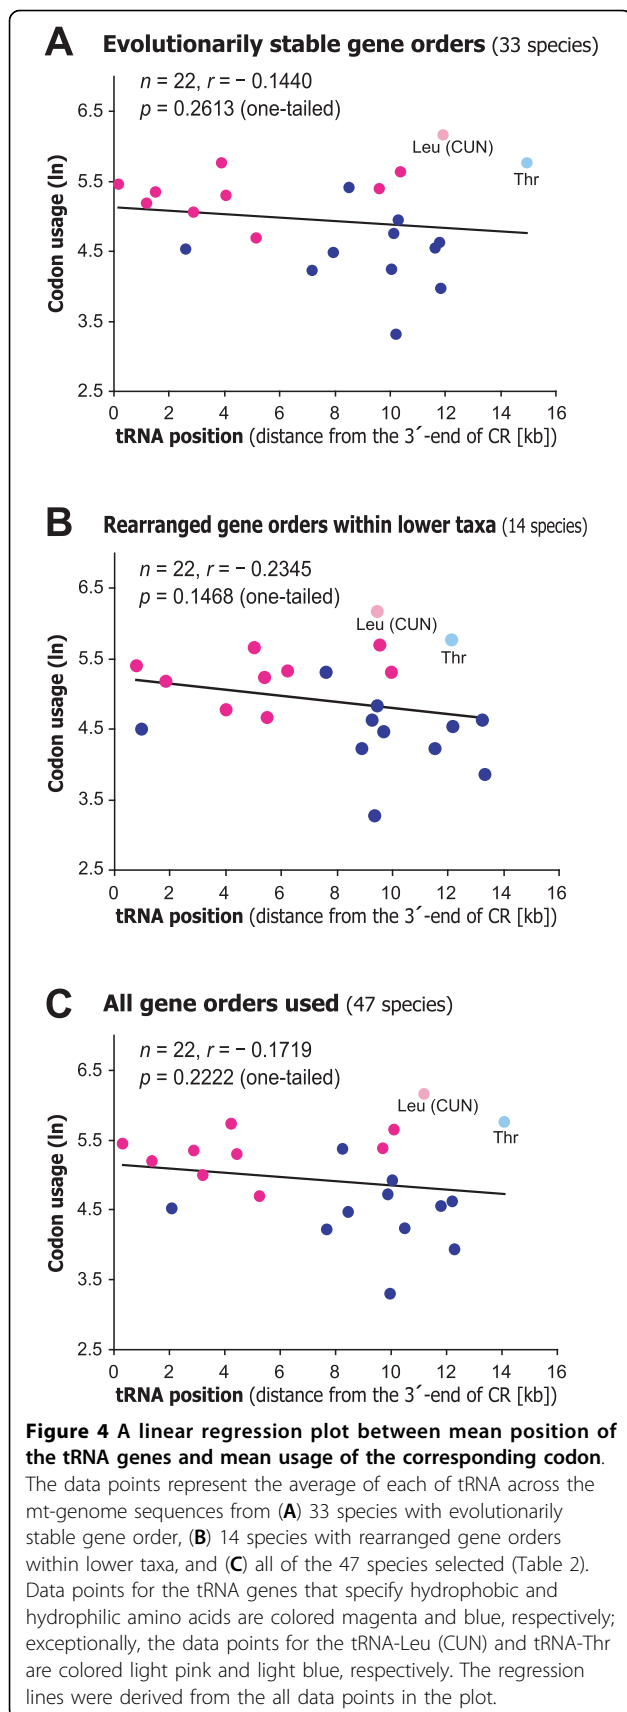 A Evolutionarily stable gene orders (33 species)
n = 22, r = − 0.1440
p = 0.2613 (one-tailed)
6.5
5.5
4.5
3.5
2.5
Codon usage (ln)
Leu (CUN)
Thr
0 2 4 6 8 10 12 14 16
tRNA position (distance from the 3´-end of CR [kb])
B Rearranged gene orders within lower taxa (14 species)
n = 22, r = − 0.2345
p = 0.1468 (one-tailed)
6.5
5.5
4.5
3.5
2.5
Codon usage (ln)
Leu (CUN)
Thr
0 2 4 6 8 10 12 14 16
tRNA position (distance from the 3´-end of CR [kb])
C All gene orders used (47 species)
n = 22, r = − 0.1719
p = 0.2222 (one-tailed)
6.5
5.5
4.5
3.5
2.5
Codon usage (ln)
Leu (CUN)
Thr
0 2 4 6 8 10 12 14 16
tRNA position (distance from the 3´-end of CR [kb])
Figure 4 A linear regression plot between mean position of
the tRNA genes and mean usage of the corresponding codon.
The data points represent the average of each of tRNA across the
mt-genome sequences from (A) 33 species with evolutionarily
stable gene order, (B) 14 species with rearranged gene orders
within lower taxa, and (C) all of the 47 species selected (Table 2).
Data points for the tRNA genes that specify hydrophobic and
hydrophilic amino acids are colored magenta and blue, respectively;
exceptionally, the data points for the tRNA-Leu (CUN) and tRNA-Thr
are colored light pink and light blue, respectively. The regression
lines were derived from the all data points in the plot.